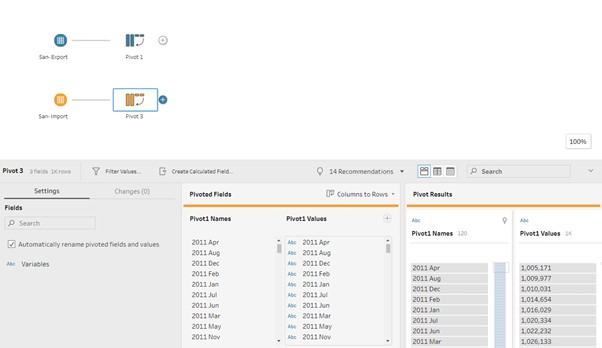 San-Export
Pivot 1
San-Import
Pivot 3
100%
Pivot 3 3 fields 1K rows Filter Values... Create Calculated Field... 14 Recommendations Search
Settings Changes (0)
Fields
Search
Automatically rename pivoted fields and values
Abc Variables
Pivoted Fields Columns to Rows
Pivot1 Names Pivot1 Values
2011 Apr Abc 2011 Apr
2011 Aug Abc 2011 Aug
2011 Dec Abc 2011 Dec
2011 Feb Abc 2011 Feb
2011 Jan Abc 2011 Jan
2011 Jul Abc 2011 Jul
2011 Jun Abc 2011 Jun
2011 Mar Abc 2011 Mar
2011 May Abc 2011 May
2011 Nov Abc 2011 Nov
Pivot Results
Abc Abc
Pivot1 Names 120 Pivot1 Values 1K
2011 Apr 1,005,171
2011 Aug 1,009,977
2011 Dec 1,010,031
2011 Feb 1,014,654
2011 Jan 1,016,029
2011 Jul 1,020,334
2011 Jun 1,022,232
2011 Mar 1,026,133